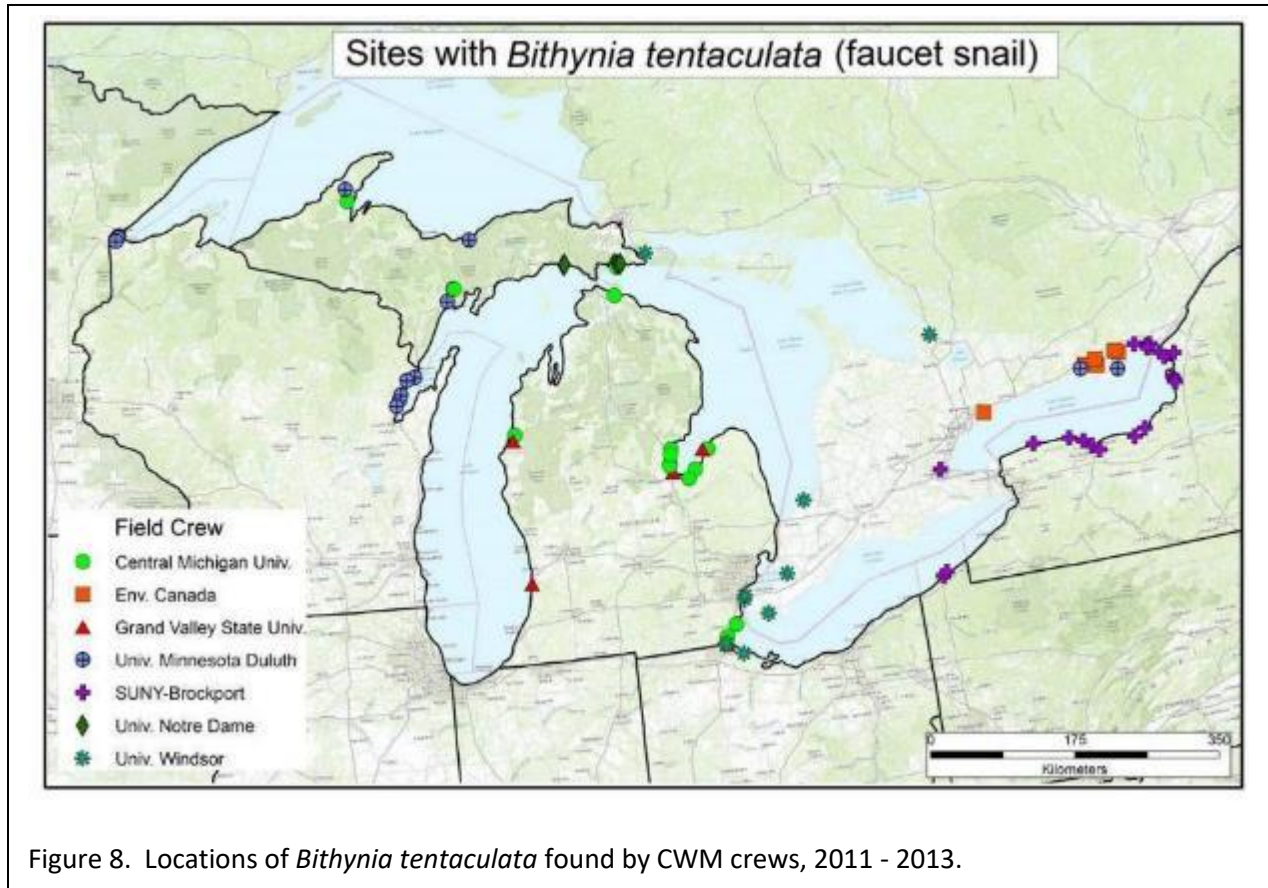 Sites with Bithynia tentaculata (faucet snail)
Field Crew
Central Michigan Univ.
Env. Canada
Grand Valley State Univ.
Univ. Minnesota Duluth
SUNY-Brockport
Univ. Notre Dame
Univ. Windsor
0 175 350
Kilometers
Figure 8. Locations of Bithynia tentaculata found by CWM crews, 2011 - 2013.